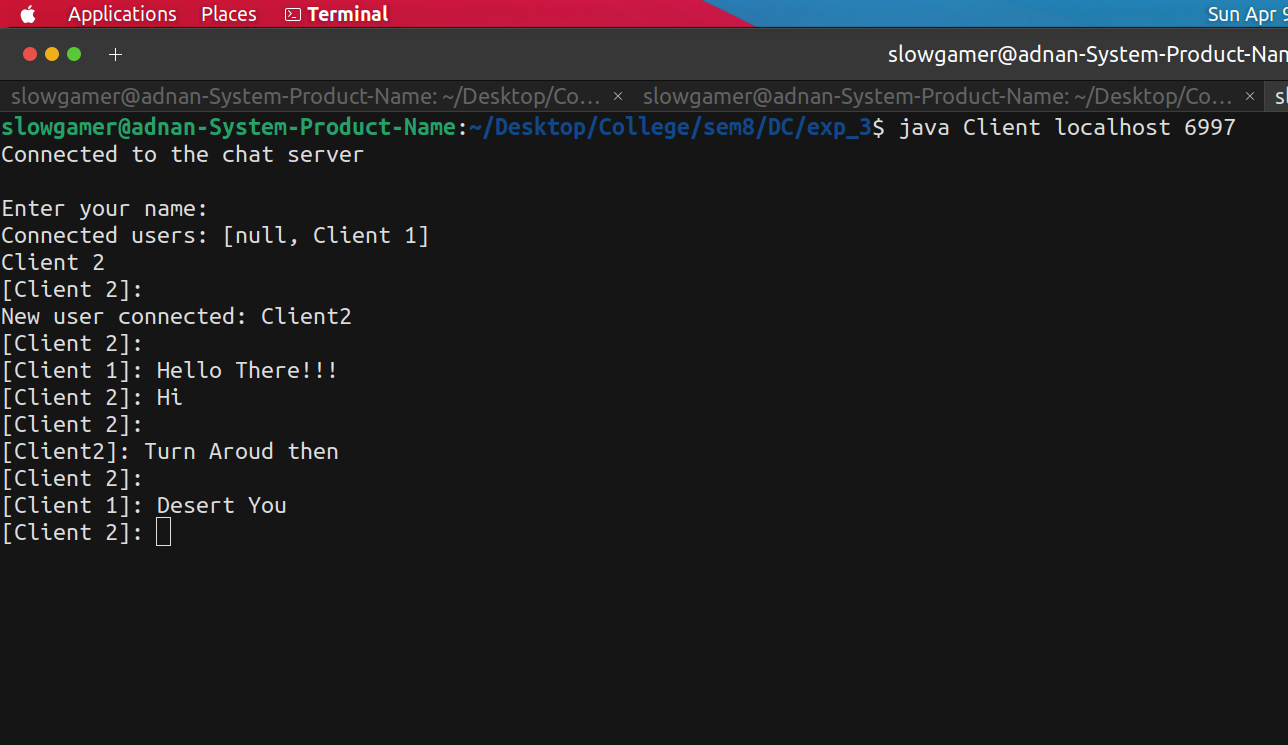 Applications Places Terminal Sun Apr 9
slowgamer@adnan-System-Product-Nam
slowgamer@adnan-System-Product-Name: ~/Desktop/Co... × slowgamer@adnan-System-Product-Name: ~/Desktop/Co... × sl
slowgamer@adnan-System-Product-Name:~/Desktop/College/sem8/DC/exp_3$ java Client localhost 6997
Connected to the chat server
Enter your name:
Connected users: [null, Client 1]
Client 2
[Client 2]:
New user connected: Client2
[Client 2]:
[Client 1]: Hello There!!!
[Client 2]: Hi
[Client 2]:
[Client2]: Turn Aroud then
[Client 2]:
[Client 1]: Desert You
[Client 2]: